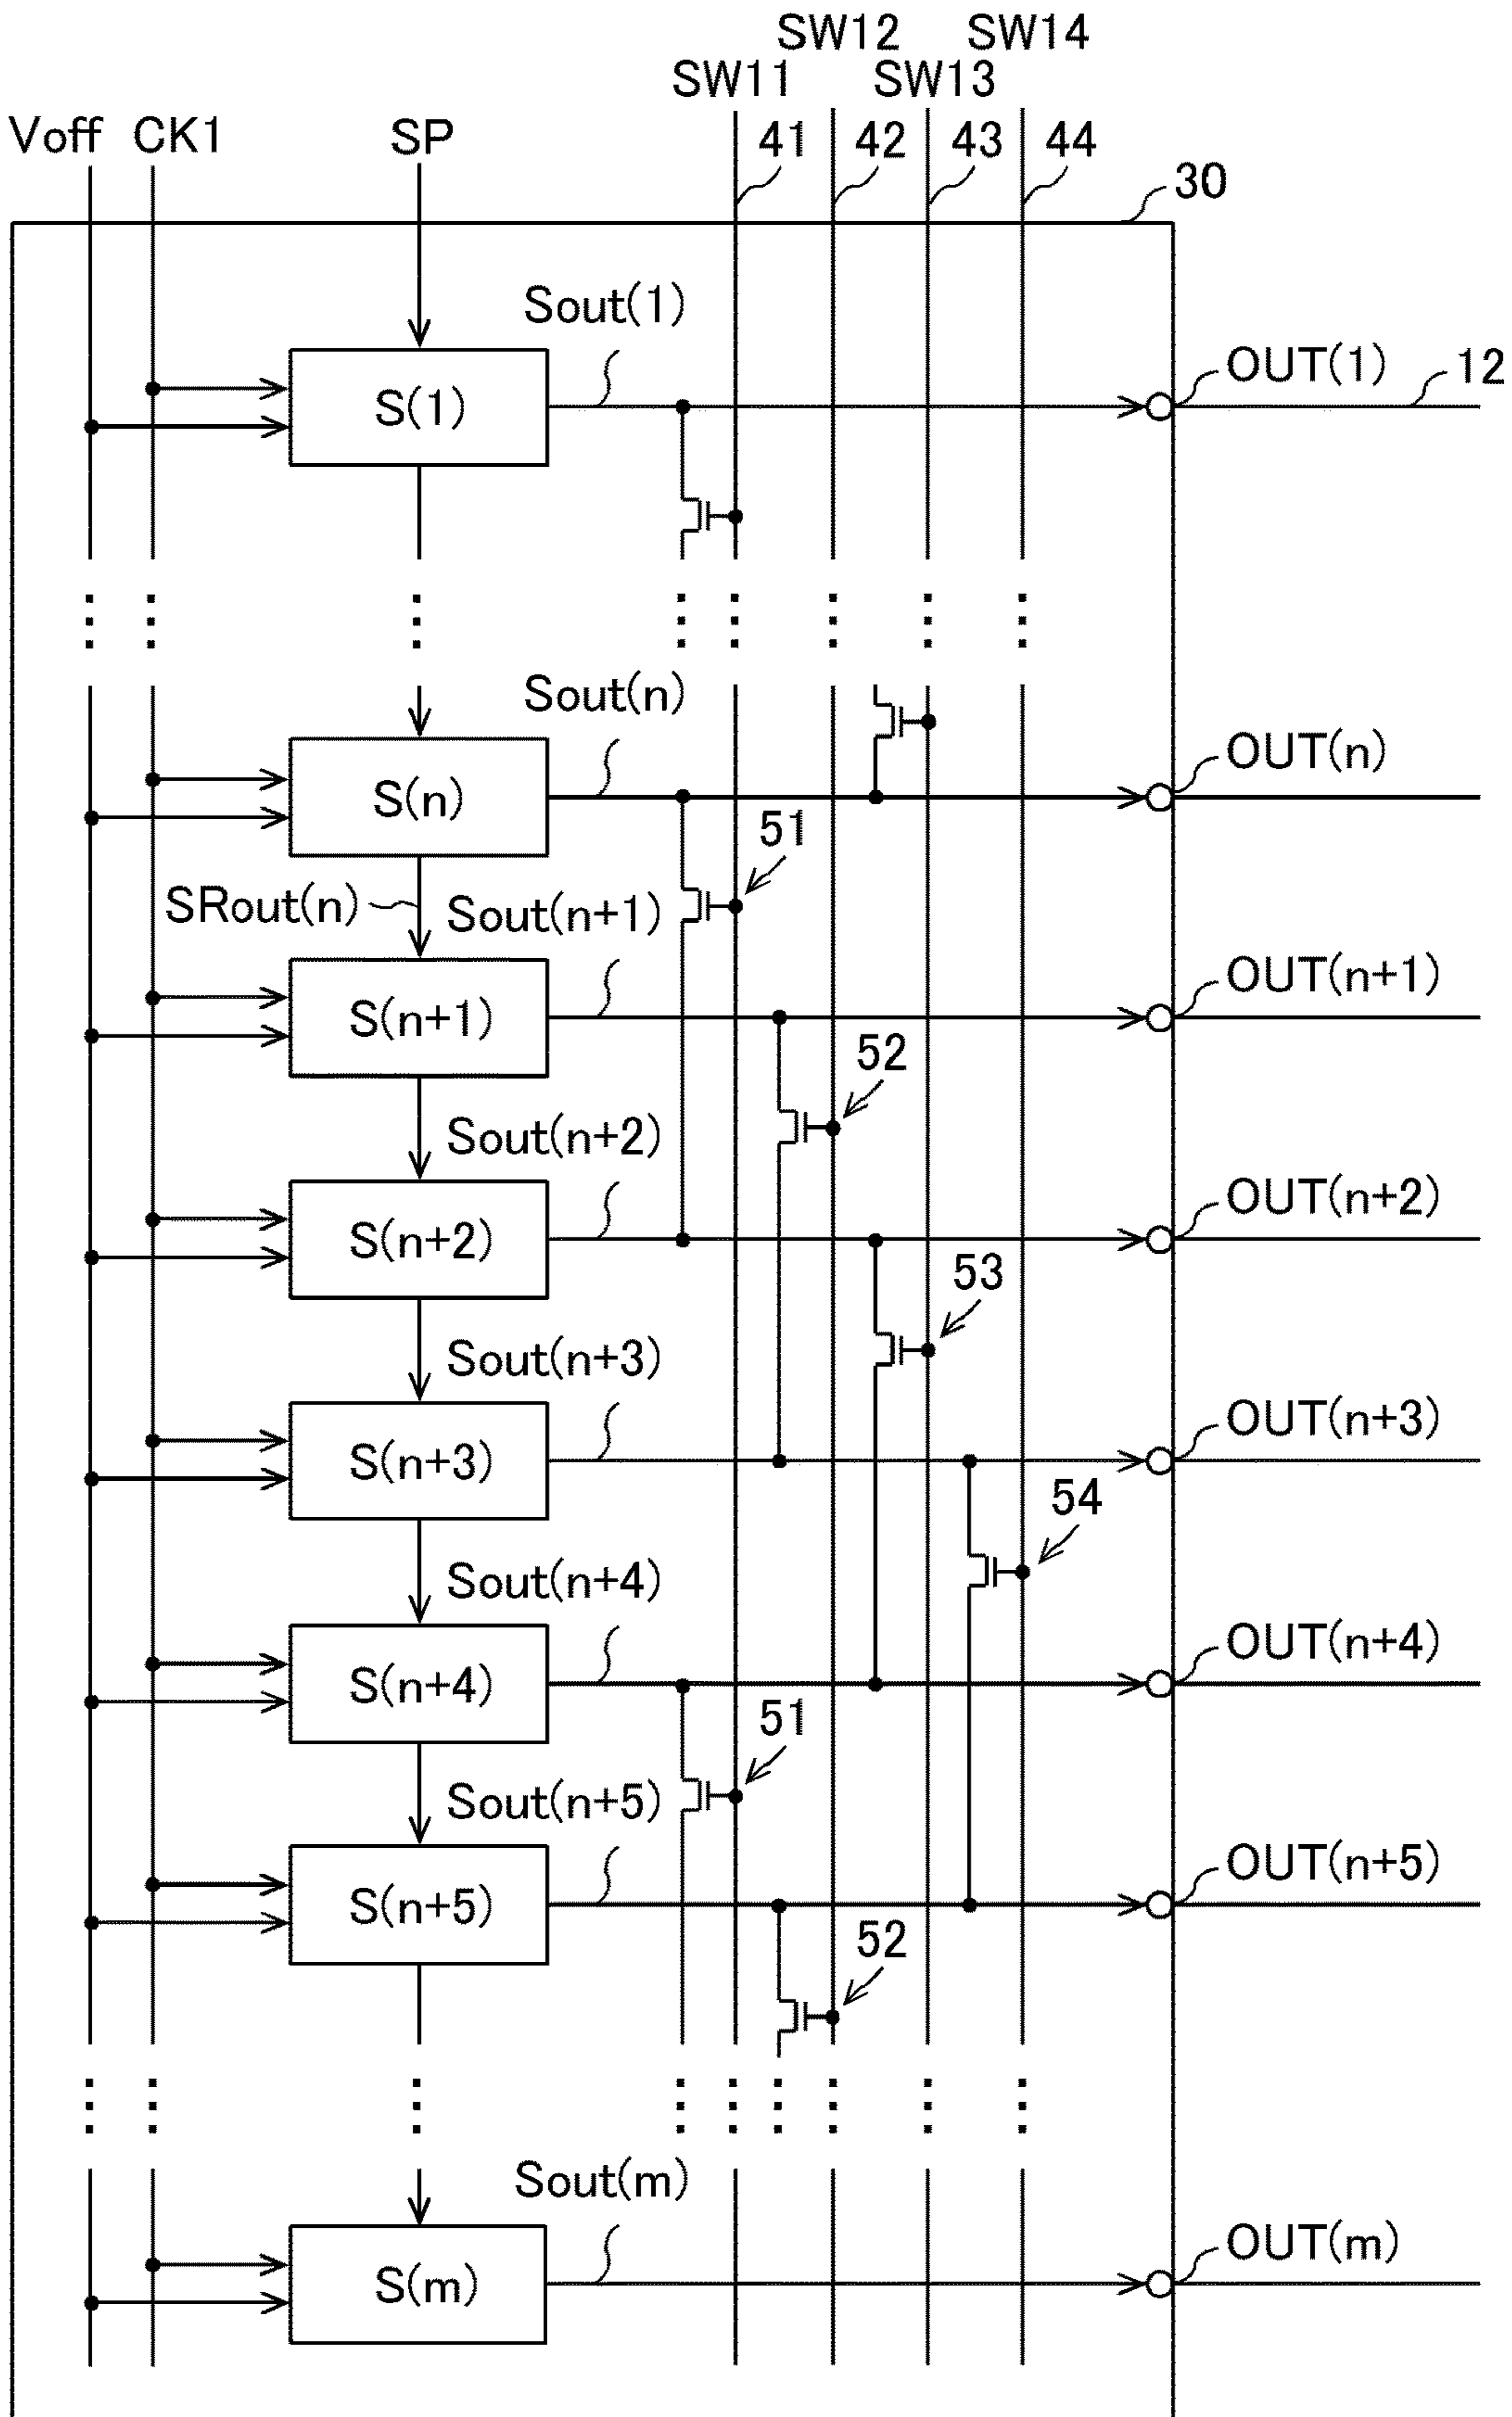 SW12 SW14
SW11 SW13
Voff CK1 SP 41 42 43 44
30
Sout(1)
S(1) OUT(1) 12
Sout(n)
S(n) OUT(n)
51
SRout(n) Sout(n+1)
S(n+1) OUT(n+1)
52
Sout(n+2)
S(n+2) OUT(n+2)
53
Sout(n+3)
S(n+3) OUT(n+3)
54
Sout(n+4)
S(n+4) OUT(n+4)
51
Sout(n+5)
S(n+5) OUT(n+5)
52
Sout(m)
S(m) OUT(m)